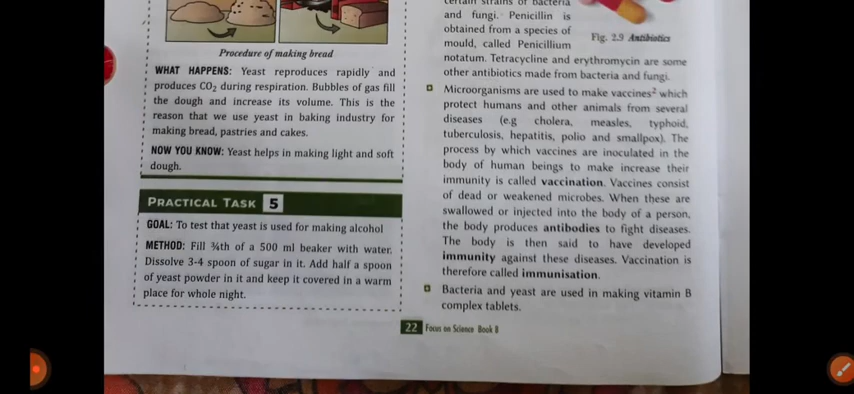 Procedure of making bread
WHAT HAPPENS: Yeast reproduces rapidly and
produces CO₂ during respiration. Bubbles of gas fill
the dough and increase its volume. This is the
reason that we use yeast in baking industry for
making bread, pastries and cakes.
NOW YOU KNOW: Yeast helps in making light and soft
dough.
PRACTICAL TASK 5
GOAL: To test that yeast is used for making alcohol
METHOD: Fill ¾th of a 500 ml beaker with water.
Dissolve 3-4 spoon of sugar in it. Add half a spoon
of yeast powder in it and keep it covered in a warm
place for whole night.
certain strains of bacteria
and fungi. Penicillin is
obtained from a species of
mould, called Penicillium
notatum. Tetracycline and erythromycin are some
other antibiotics made from bacteria and fungi.
Fig. 2.9 Antibiotics
Microorganisms are used to make vaccines² which
protect humans and other animals from several
diseases (e.g cholera, measles, typhoid,
tuberculosis, hepatitis, polio and smallpox). The
process by which vaccines are inoculated in the
body of human beings to make increase their
immunity is called vaccination. Vaccines consist
of dead or weakened microbes. When these are
swallowed or injected into the body of a person,
the body produces antibodies to fight diseases.
The body is then said to have developed
immunity against these diseases. Vaccination is
therefore called immunisation.
Bacteria and yeast are used in making vitamin B
complex tablets.
22 Focus on Science Book 8